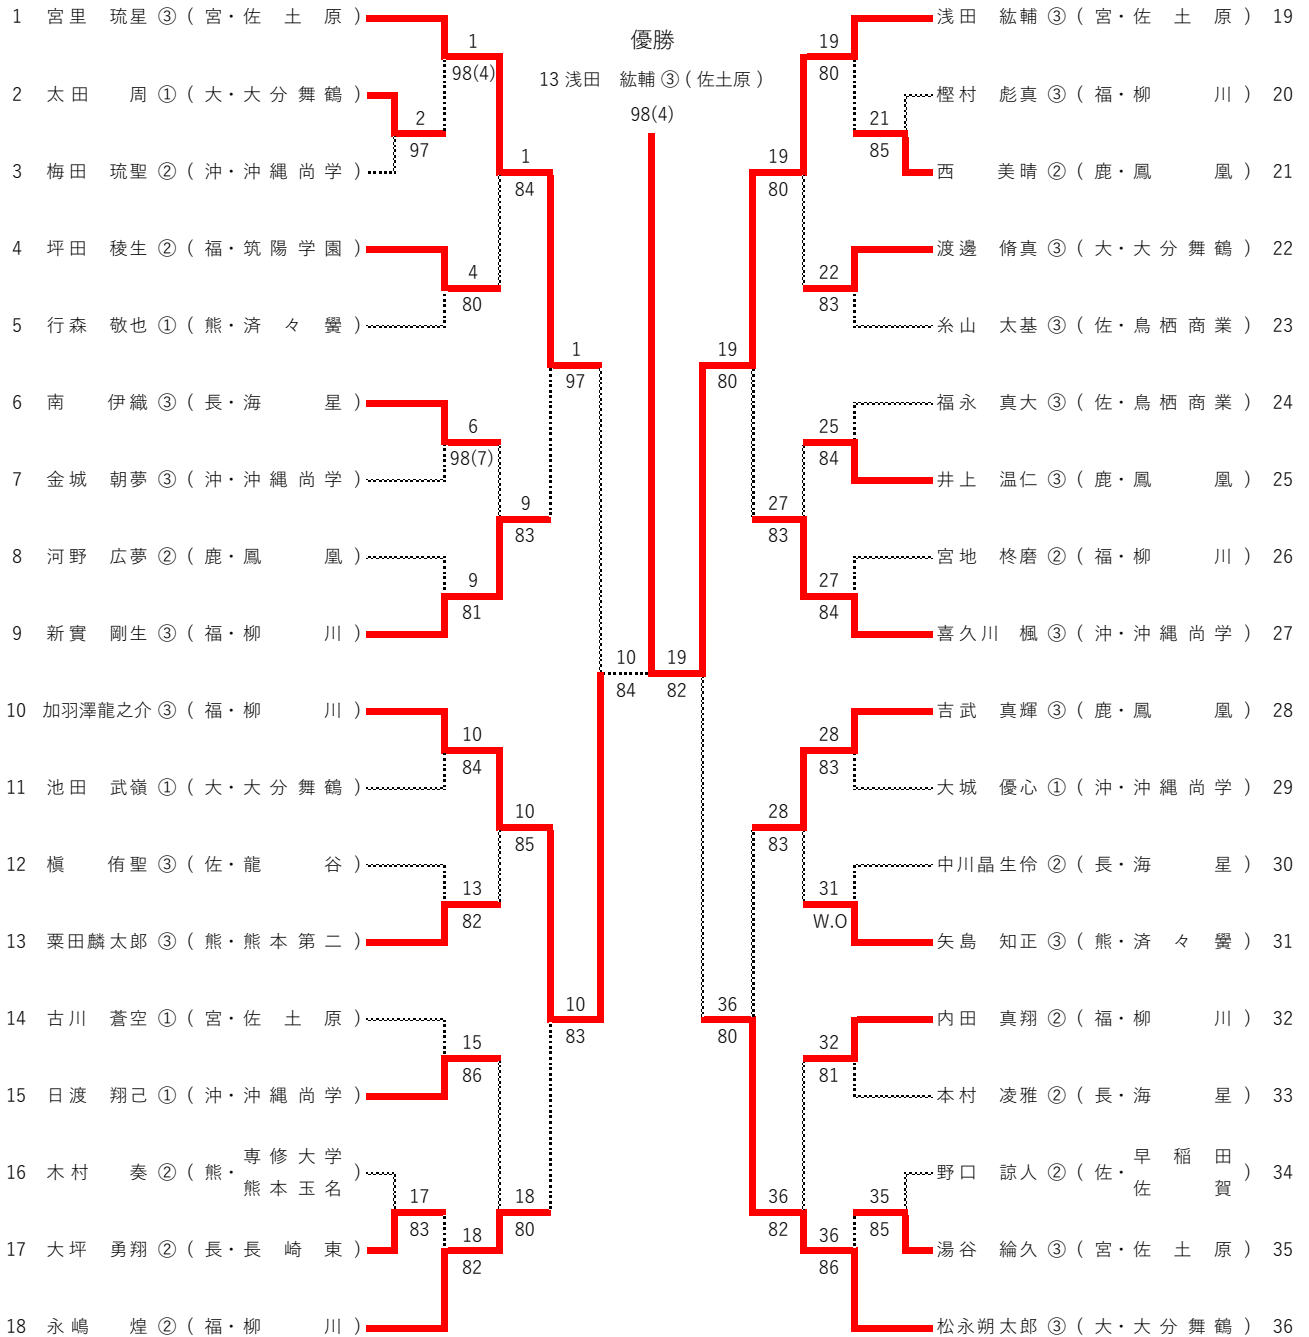 優勝
13 浅田 紘輔 ③ ( 佐土原 )
98(4)
1 宮里 琉星 ③ ( 宮・佐土原 )
2 太田 周 ① ( 大・大分舞鶴 )
3 梅田 琉聖 ② ( 沖・沖縄尚学 )
4 坪田 稜生 ② ( 福・筑陽学園 )
5 行森 敬也 ① ( 熊・済々黌 )
6 南 伊織 ③ ( 長・海星 )
7 金城 朝夢 ③ ( 沖・沖縄尚学 )
8 河野 広夢 ② ( 鹿・鳳凰 )
9 新實 剛生 ③ ( 福・柳川 )
10 加羽澤龍之介 ③ ( 福・柳川 )
11 池田 武嶺 ① ( 大・大分舞鶴 )
12 槇 侑聖 ③ ( 佐・龍谷 )
13 粟田麟太郎 ③ ( 熊・熊本第二 )
14 古川 蒼空 ① ( 宮・佐土原 )
15 日渡 翔己 ① ( 沖・沖縄尚学 )
16 木村 奏 ② ( 熊・専修大学熊本玉名 )
17 大坪 勇翔 ② ( 長・長崎東 )
18 永嶋 煌 ② ( 福・柳川 )
1
98(4)
2
97
1
84
4
80
1
97
6
98(7)
9
83
9
81
10
84
10
84
10
85
13
82
10
83
15
86
17
83
18
80
18
82
19
80
21
85
19
80
22
83
19
80
25
84
27
83
27
84
19
82
28
83
28
83
31
W.O
36
80
32
81
36
82
35
85
36
86
浅田 紘輔 ③ ( 宮・佐土原 ) 19
樫村 彪真 ③ ( 福・柳川 ) 20
西 美晴 ② ( 鹿・鳳凰 ) 21
渡邊 脩真 ③ ( 大・大分舞鶴 ) 22
糸山 太基 ③ ( 佐・鳥栖商業 ) 23
福永 真大 ③ ( 佐・鳥栖商業 ) 24
井上 温仁 ③ ( 鹿・鳳凰 ) 25
宮地 柊磨 ② ( 福・柳川 ) 26
喜久川 楓 ③ ( 沖・沖縄尚学 ) 27
吉武 真輝 ③ ( 鹿・鳳凰 ) 28
大城 優心 ① ( 沖・沖縄尚学 ) 29
中川晶生伶 ② ( 長・海星 ) 30
矢島 知正 ③ ( 熊・済々黌 ) 31
内田 真翔 ② ( 福・柳川 ) 32
本村 凌雅 ② ( 長・海星 ) 33
野口 諒人 ② ( 佐・早稲田佐賀 ) 34
湯谷 綸久 ③ ( 宮・佐土原 ) 35
松永朔太郎 ③ ( 大・大分舞鶴 ) 36